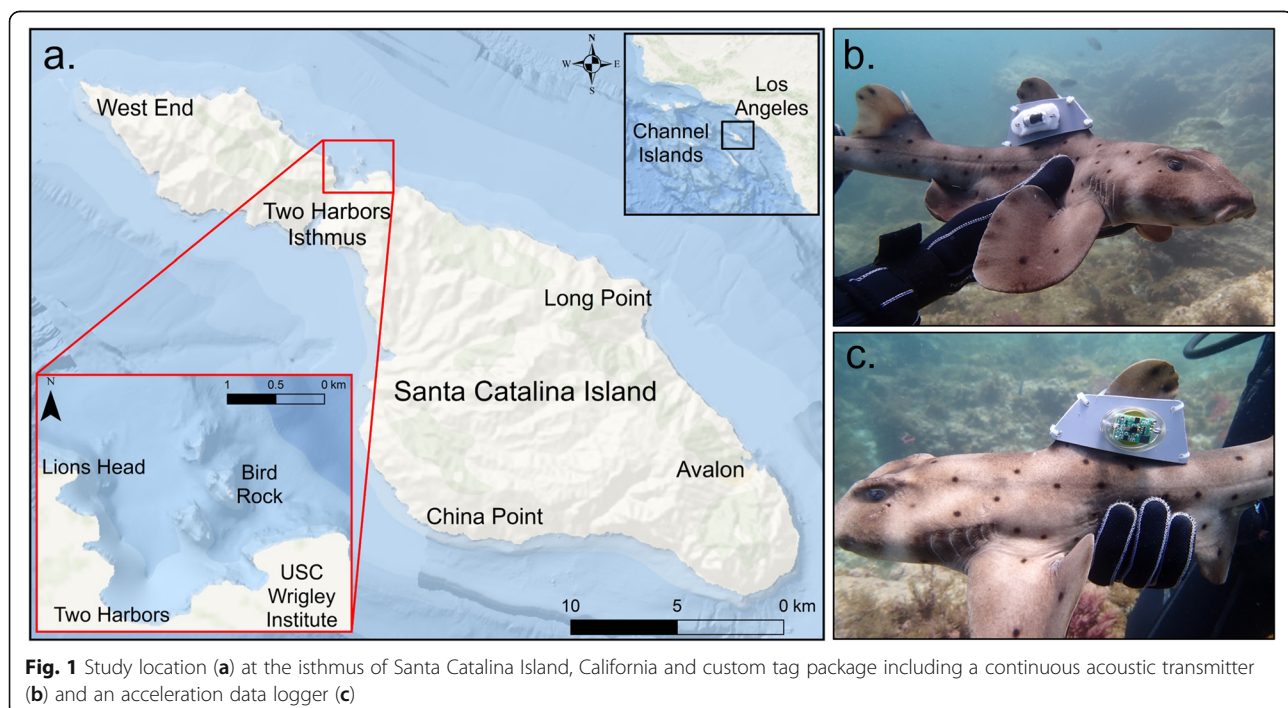 a.
N
W E
S
West End
Two Harbors
Isthmus
Los
Angeles
Channel
Islands
Long Point
Santa Catalina Island
Avalon
China Point
10 5 0 km
N
1 0.5 0 km
Lions Head
Bird
Rock
USC
Wrigley
Institute
Two Harbors
b.
c.
Fig. 1 Study location (a) at the isthmus of Santa Catalina Island, California and custom tag package including a continuous acoustic transmitter
(b) and an acceleration data logger (c)